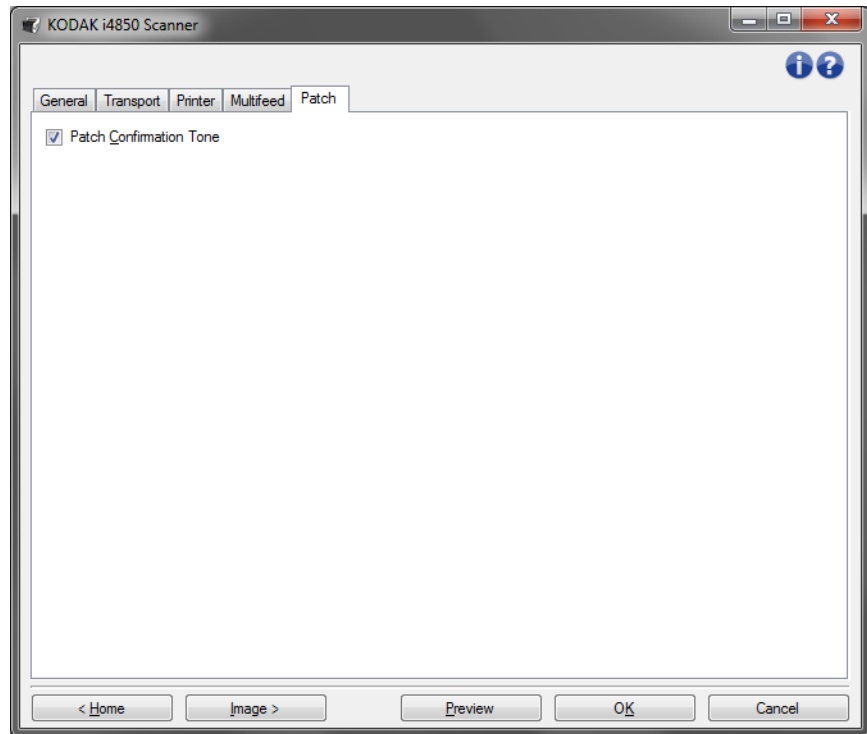 KODAK i4850 Scanner
General Transport Printer Multifeed Patch
Patch Confirmation Tone
< Home Image > Preview OK Cancel